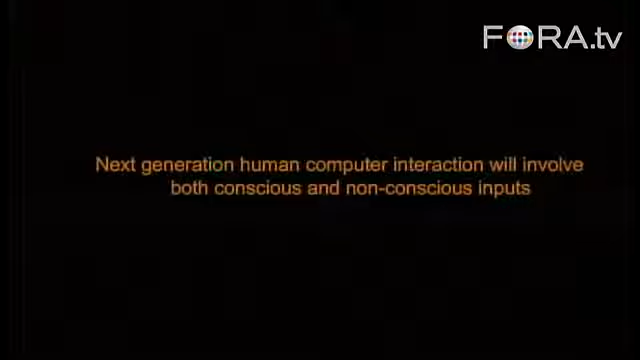 FORA.tv
Next generation human computer interaction will involve
both conscious and non-conscious inputs